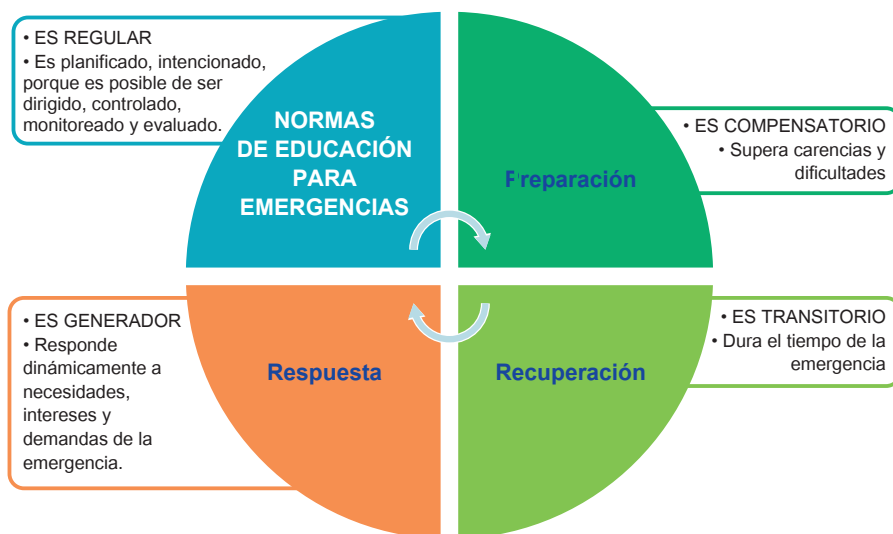 • ES REGULAR
• Es planificado, intencionado,
porque es posible de ser
dirigido, controlado,
monitoreado y evaluado.
NORMAS
DE EDUCACIÓN
PARA
EMERGENCIAS
Preparación
• ES COMPENSATORIO
• Supera carencias y
dificultades
• ES GENERADOR
• Responde
dinámicamente a
necesidades,
intereses y
demandas de la
emergencia.
Respuesta
Recuperación
• ES TRANSITORIO
• Dura el tiempo de la
emergencia